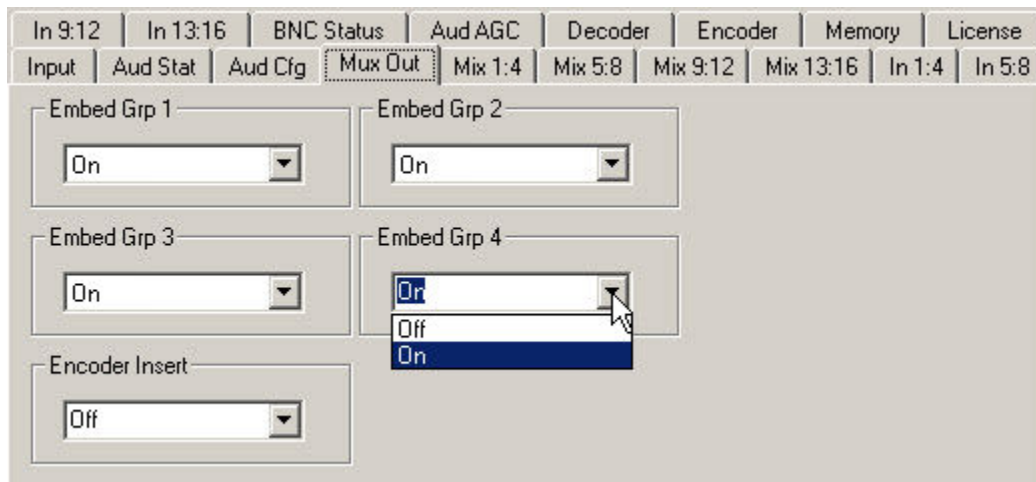 In 9:12 In 13:16 BNC Status Aud AGC Decoder Encoder Memory License
Input Aud Stat Aud Cfg Mux Out Mix 1:4 Mix 5:8 Mix 9:12 Mix 13:16 In 1:4 In 5:8
Embed Grp 1 Embed Grp 2
On On
Embed Grp 3 Embed Grp 4
On On
Off
On
Encoder Insert
Off